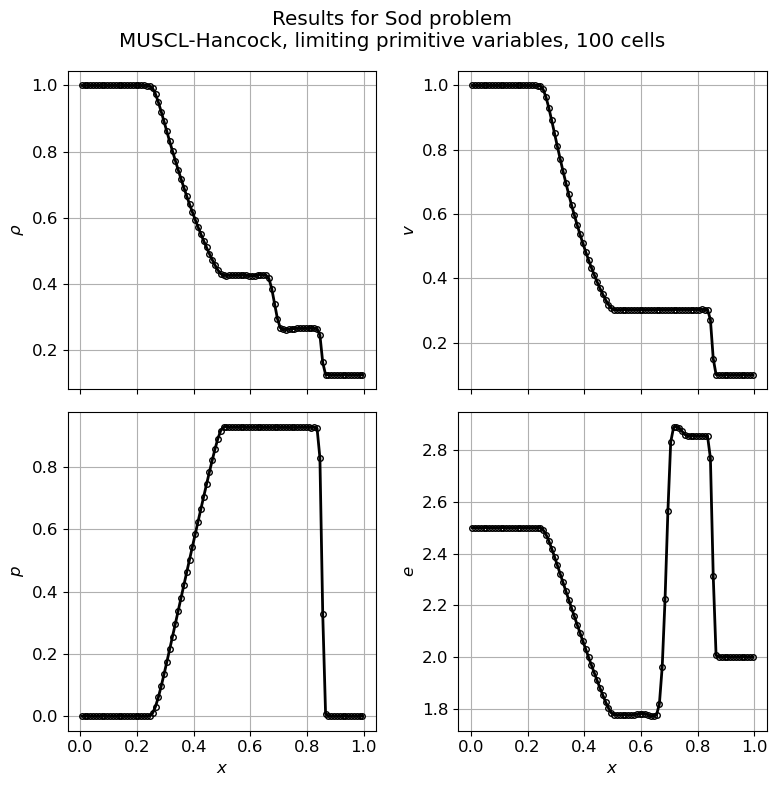 Results for Sod problem
MUSCL-Hancock, limiting primitive variables, 100 cells
1.0
0.8
0.6
0.4
0.2
ρ
1.0
0.8
0.6
0.4
0.2
v
0.8
0.6
0.4
0.2
0.0
p
0.0 0.2 0.4 0.6 0.8 1.0
x
2.8
2.6
2.4
2.2
2.0
1.8
e
0.0 0.2 0.4 0.6 0.8 1.0
x